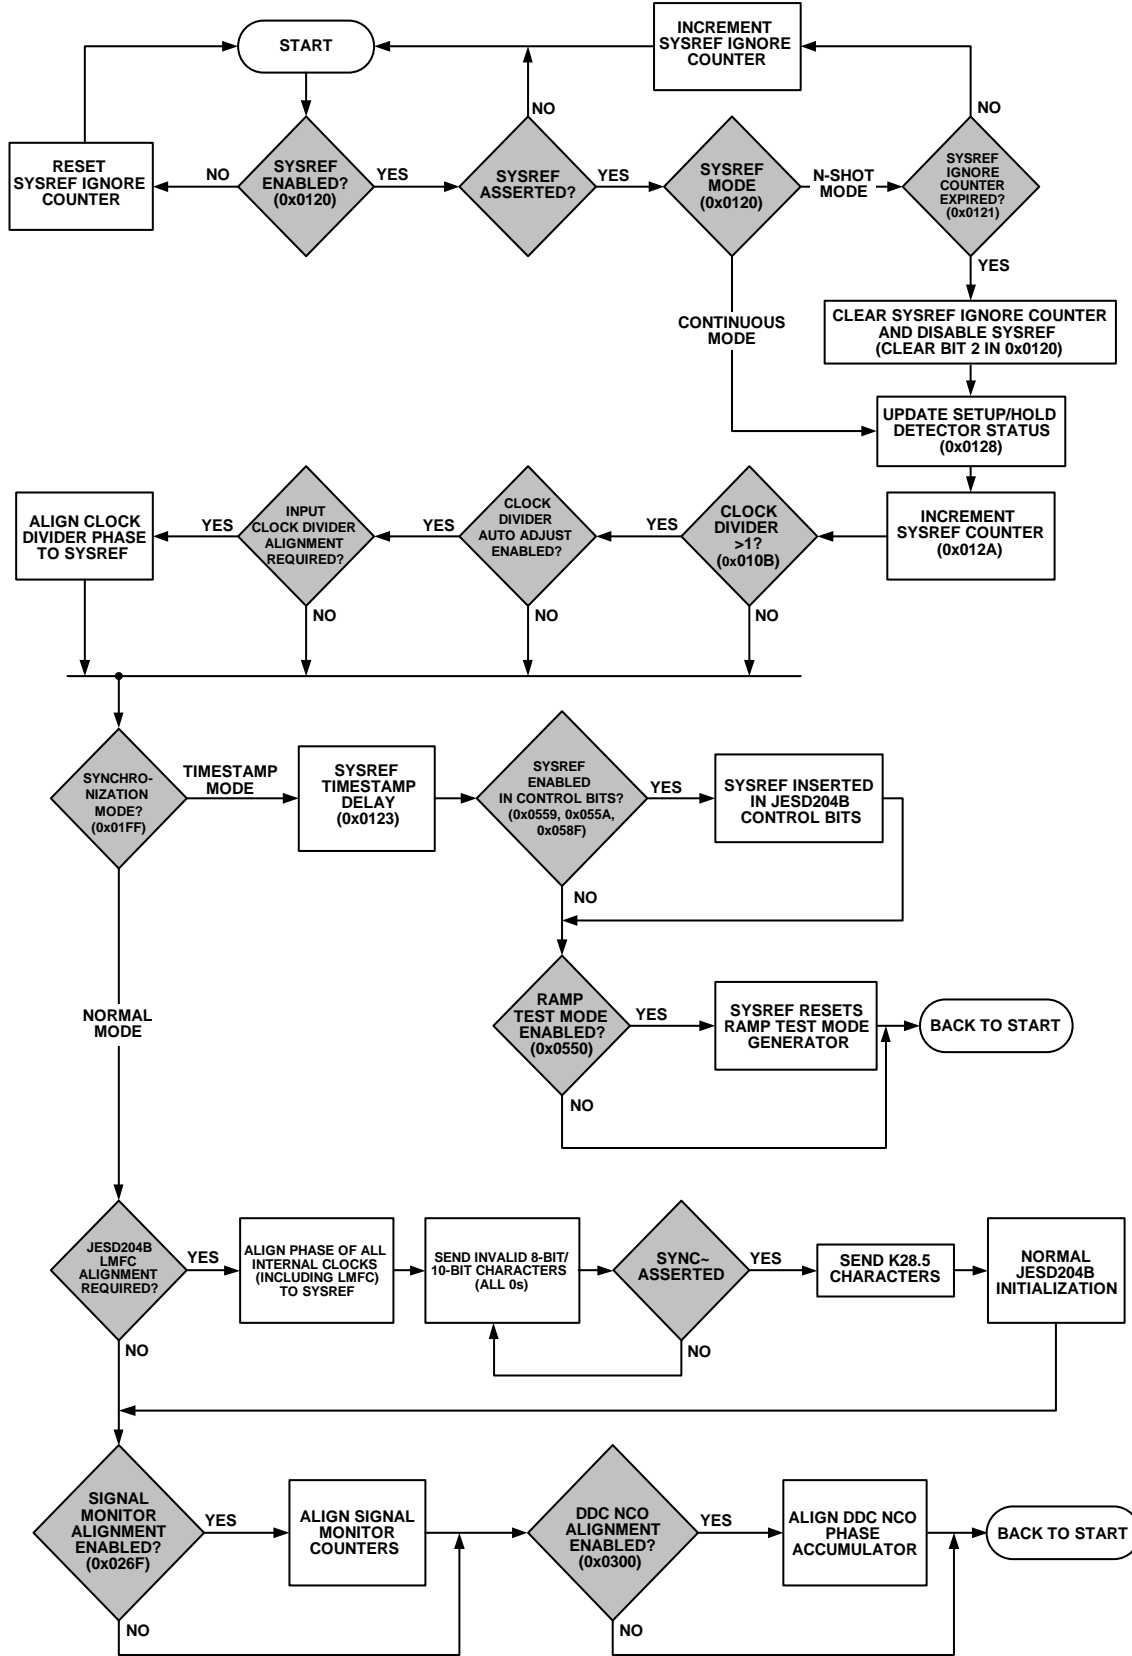 START
INCREMENT
SYSREF IGNORE
COUNTER
NO
NO
RESET
SYSREF IGNORE
COUNTER
NO
SYSREF
ENABLED?
(0x0120)
YES
SYSREF
ASSERTED?
YES
SYSREF
MODE
(0x0120)
N-SHOT
MODE
SYSREF
IGNORE
COUNTER
EXPIRED?
(0x0121)
YES
CONTINUOUS
MODE
CLEAR SYSREF IGNORE COUNTER
AND DISABLE SYSREF
(CLEAR BIT 2 IN 0x0120)
UPDATE SETUP/HOLD
DETECTOR STATUS
(0x0128)
ALIGN CLOCK
DIVIDER PHASE
TO SYSREF
YES
INPUT
CLOCK DIVIDER
ALIGNMENT
REQUIRED?
YES
CLOCK
DIVIDER
AUTO ADJUST
ENABLED?
YES
CLOCK
DIVIDER
>1?
(0x010B)
INCREMENT
SYSREF COUNTER
(0x012A)
NO
NO
NO
SYNCHRO-
NIZATION
MODE?
(0x01FF)
TIMESTAMP
MODE
SYSREF
TIMESTAMP
DELAY
(0x0123)
SYSREF
ENABLED
IN CONTROL BITS?
(0x0559, 0x055A,
0x058F)
YES
SYSREF INSERTED
IN JESD204B
CONTROL BITS
NO
NORMAL
MODE
RAMP
TEST MODE
ENABLED?
(0x0550)
YES
SYSREF RESETS
RAMP TEST MODE
GENERATOR
BACK TO START
NO
JESD204B
LMFC
ALIGNMENT
REQUIRED?
YES
ALIGN PHASE OF ALL
INTERNAL CLOCKS
(INCLUDING LMFC)
TO SYSREF
SEND INVALID 8-BIT/
10-BIT CHARACTERS
(ALL 0s)
SYNC~
ASSERTED
YES
SEND K28.5
CHARACTERS
NORMAL
JESD204B
INITIALIZATION
NO
NO
SIGNAL
MONITOR
ALIGNMENT
ENABLED?
(0x026F)
YES
ALIGN SIGNAL
MONITOR
COUNTERS
DDC NCO
ALIGNMENT
ENABLED?
(0x0300)
YES
ALIGN DDC NCO
PHASE
ACCUMULATOR
BACK TO START
NO
NO